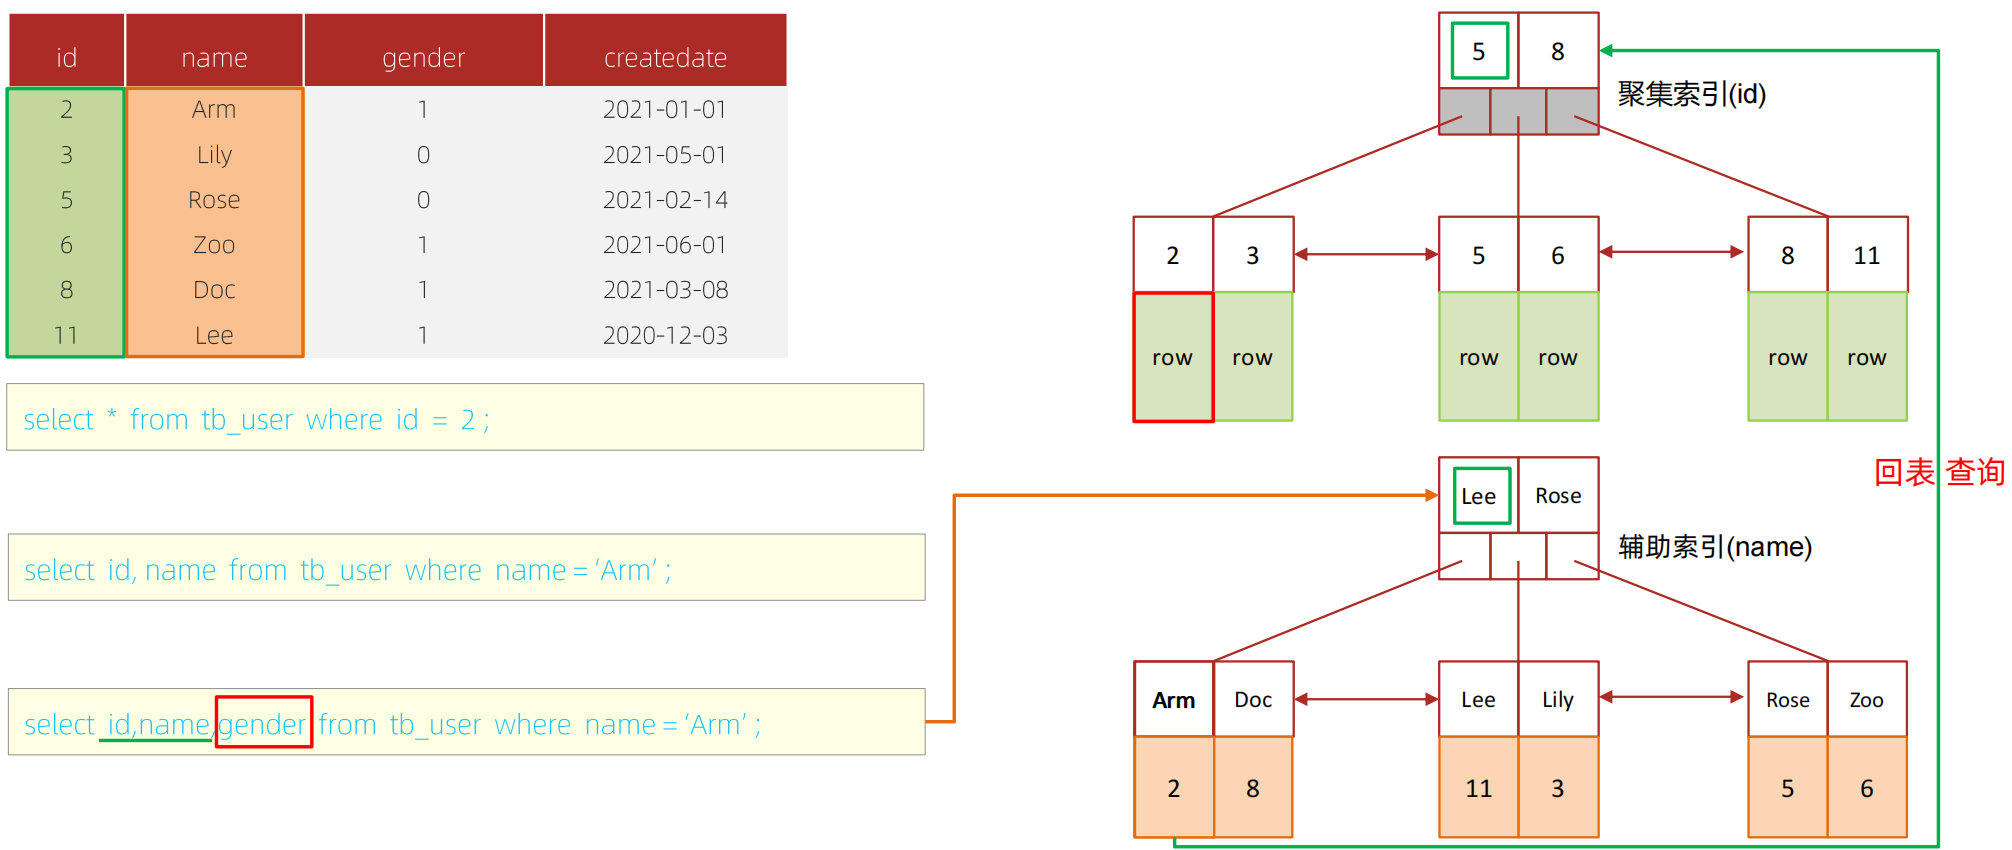 id name gender createdate
2 Arm 1 2021-01-01
3 Lily 0 2021-05-01
5 Rose 0 2021-02-14
6 Zoo 1 2021-06-01
8 Doc 1 2021-03-08
11 Lee 1 2020-12-03
select * from tb_user where id = 2 ;
select id, name from tb_user where name = ‘Arm’ ;
select id,name,gender from tb_user where name = ‘Arm’ ;
5 8
聚集索引(id)
2 3 5 6 8 11
row row row row row row
回表 查询
Lee Rose
辅助索引(name)
Arm Doc Lee Lily Rose Zoo
2 8 11 3 5 6